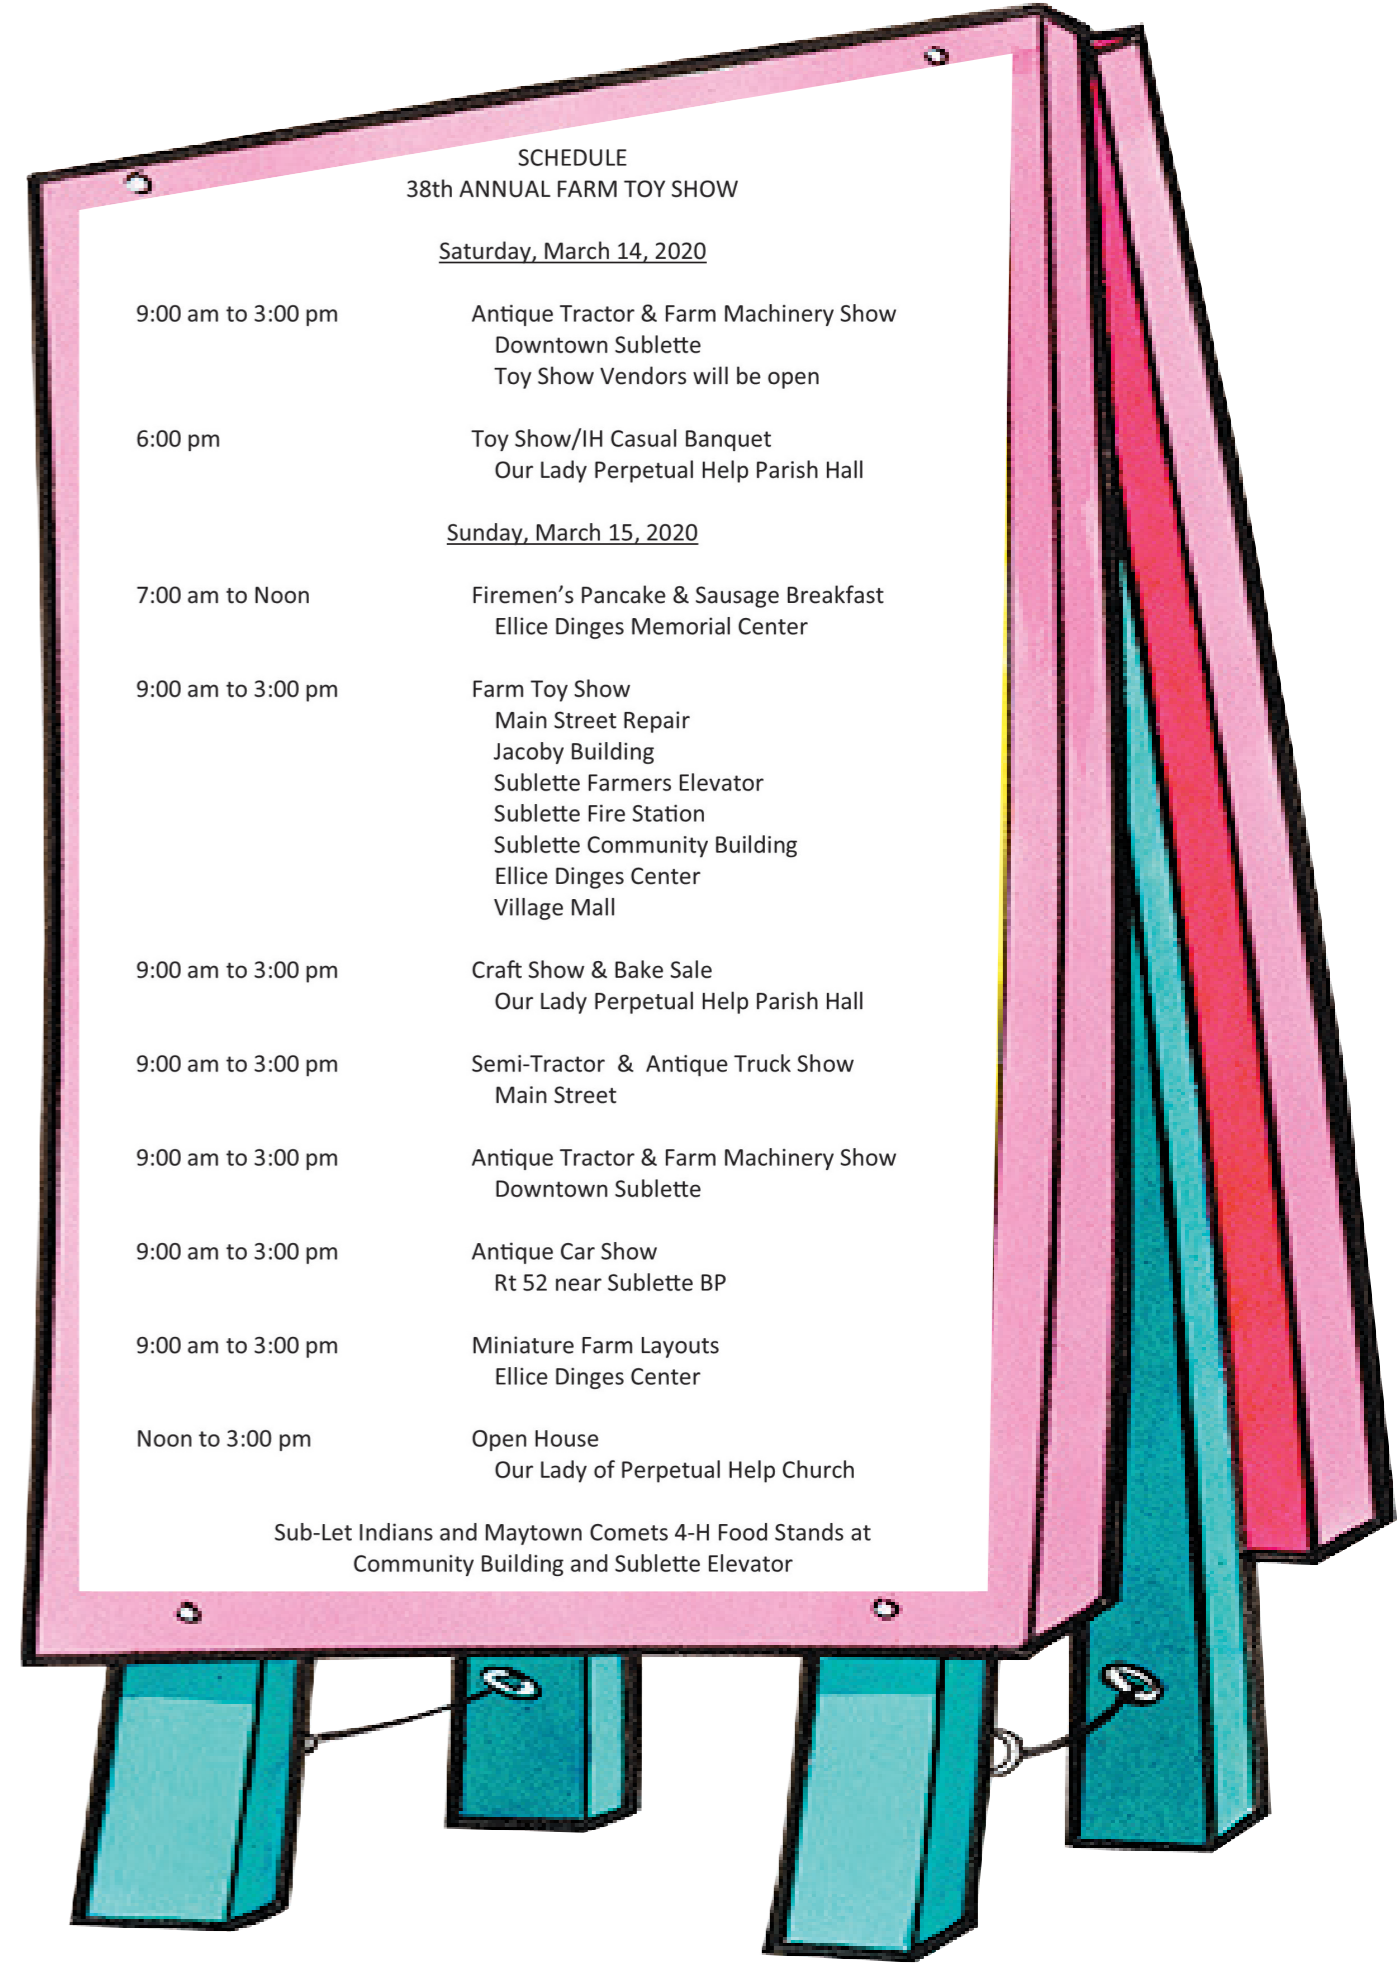 SCHEDULE
38th ANNUAL FARM TOY SHOW
Saturday, March 14, 2020
9:00 am to 3:00 pm Antique Tractor & Farm Machinery Show
Downtown Sublette
Toy Show Vendors will be open
6:00 pm Toy Show/IH Casual Banquet
Our Lady Perpetual Help Parish Hall
Sunday, March 15, 2020
7:00 am to Noon Firemen’s Pancake & Sausage Breakfast
Ellice Dinges Memorial Center
9:00 am to 3:00 pm Farm Toy Show
Main Street Repair
Jacoby Building
Sublette Farmers Elevator
Sublette Fire Station
Sublette Community Building
Ellice Dinges Center
Village Mall
9:00 am to 3:00 pm Craft Show & Bake Sale
Our Lady Perpetual Help Parish Hall
9:00 am to 3:00 pm Semi-Tractor & Antique Truck Show
Main Street
9:00 am to 3:00 pm Antique Tractor & Farm Machinery Show
Downtown Sublette
9:00 am to 3:00 pm Antique Car Show
Rt 52 near Sublette BP
9:00 am to 3:00 pm Miniature Farm Layouts
Ellice Dinges Center
Noon to 3:00 pm Open House
Our Lady of Perpetual Help Church
Sub-Let Indians and Maytown Comets 4-H Food Stands at
Community Building and Sublette Elevator